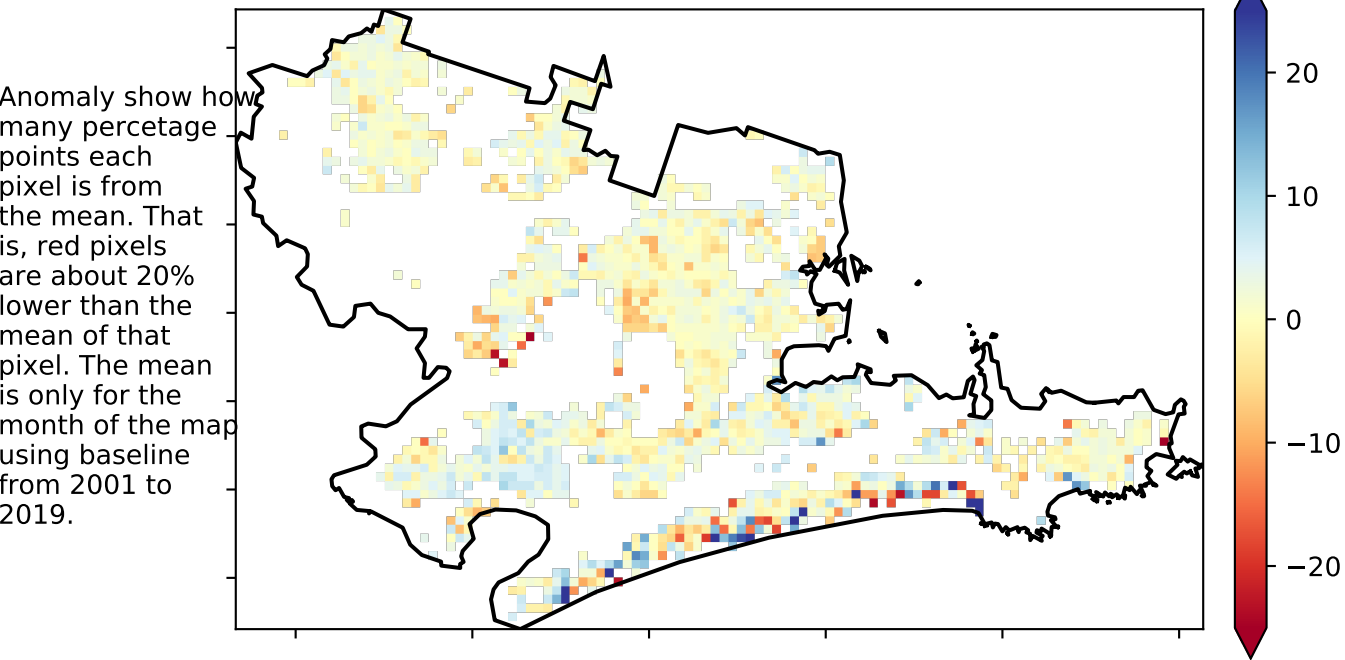 Anomaly show how
many percetage
points each
pixel is from
the mean. That
is, red pixels
are about 20%
lower than the
mean of that
pixel. The mean
is only for the
month of the map
using baseline
from 2001 to
2019.
20
10
0
−10
−20